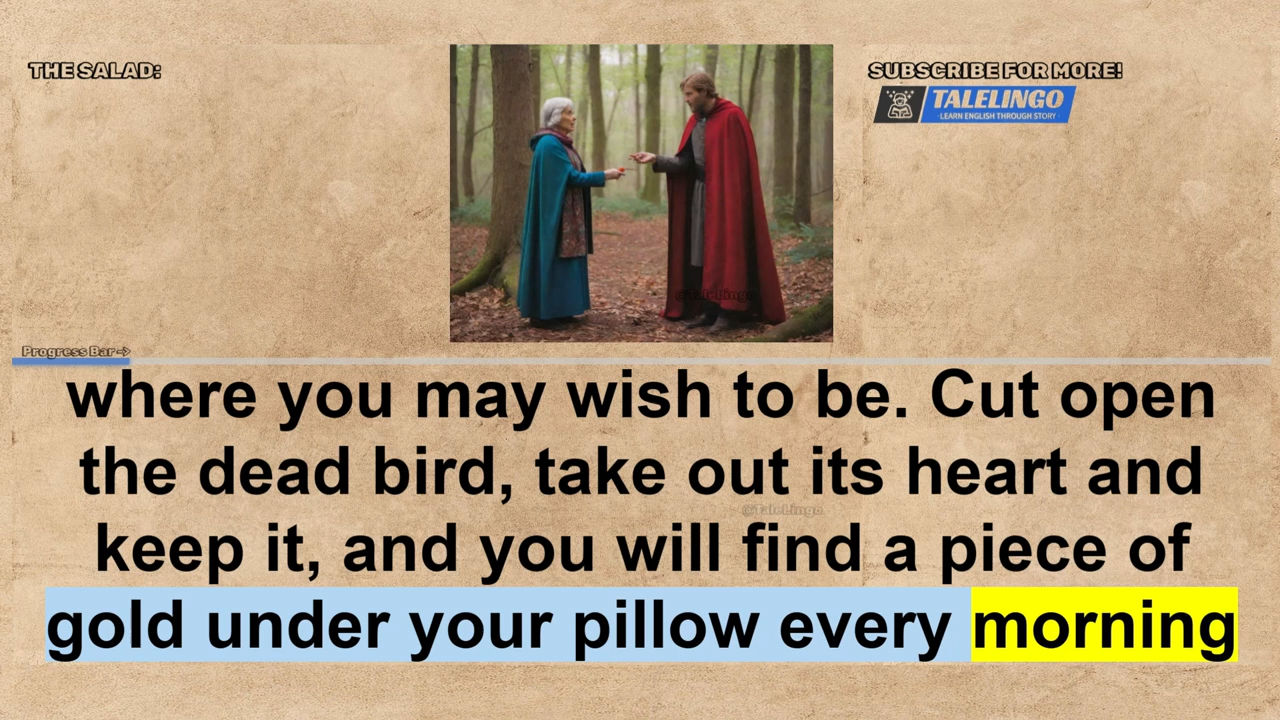 THE SALAD:
SUBSCRIBE FOR MORE!
TALELINGO
·LEARN ENGLISH THROUGH STORY·
@TaleLingo
Progress Bar->
where you may wish to be. Cut open
the dead bird, take out its heart and
@TaleLingo
keep it, and you will find a piece of
gold under your pillow every morning